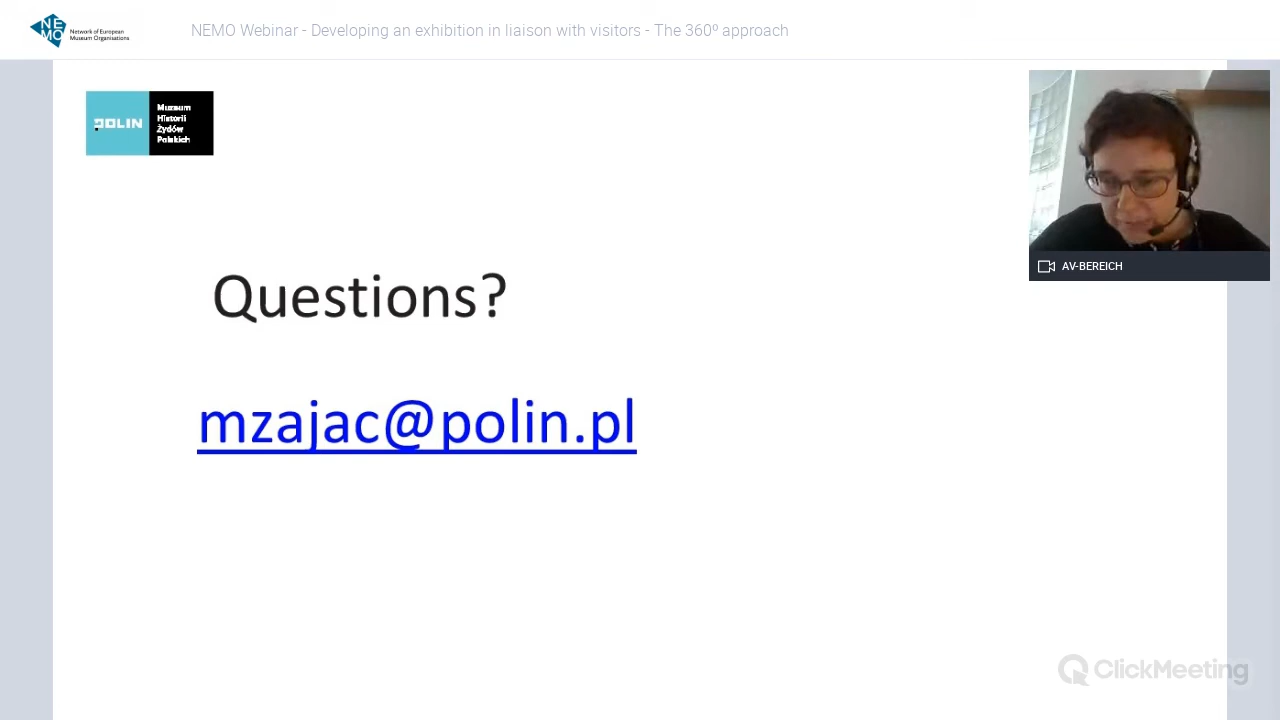 NEMO
Network of European
Museum Organisations
NEMO Webinar - Developing an exhibition in liaison with visitors - The 360º approach
POLIN
Muzeum
Historii
Żydów
Polskich
AV-BEREICH
Questions?
mzajac@polin.pl
ClickMeeting